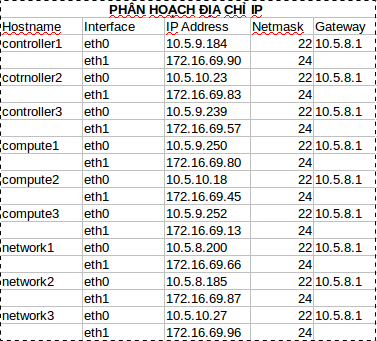 PHÂN HOẠCH ĐỊA CHỈ IP
Hostname Interface IP Address Netmask Gateway
controller1 eth0 10.5.9.184 22 10.5.8.1
eth1 172.16.69.90 24
cotrnoller2 eth0 10.5.10.23 22 10.5.8.1
eth1 172.16.69.83 24
controller3 eth0 10.5.9.239 22 10.5.8.1
eth1 172.16.69.57 24
compute1 eth0 10.5.9.250 22 10.5.8.1
eth1 172.16.69.80 24
compute2 eth0 10.5.10.18 22 10.5.8.1
eth1 172.16.69.45 24
compute3 eth0 10.5.9.252 22 10.5.8.1
eth1 172.16.69.13 24
network1 eth0 10.5.8.200 22 10.5.8.1
eth1 172.16.69.66 24
network2 eth0 10.5.8.185 22 10.5.8.1
eth1 172.16.69.87 24
network3 eth0 10.5.10.27 22 10.5.8.1
eth1 172.16.69.96 24